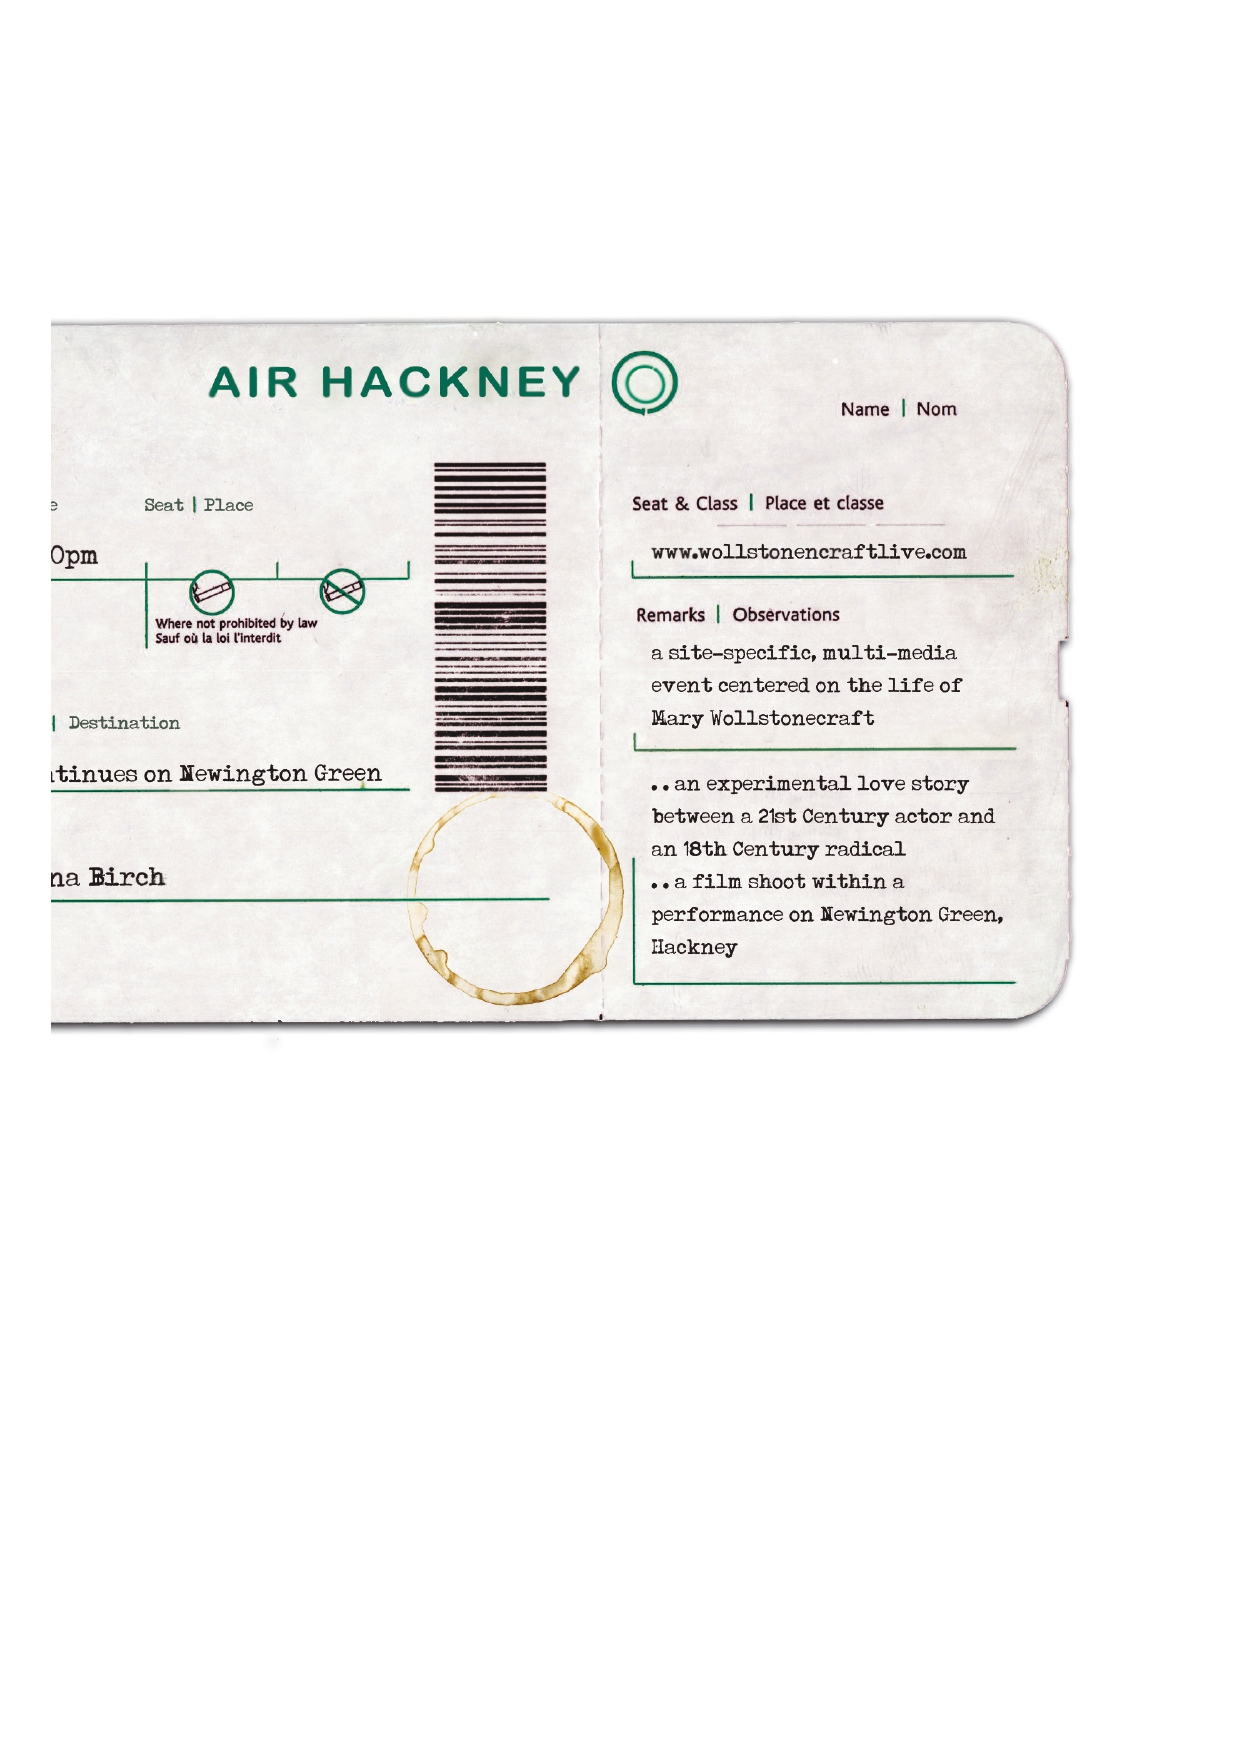 AIR HACKNEY
Name | Nom
Seat | Place
0pm
Where not prohibited by law
Sauf où la loi l'interdit
| Destination
tinues on Newington Green
na Birch
Seat & Class | Place et classe
www.wollstonencraftlive.com
Remarks | Observations
a site-specific, multi-media
event centered on the life of
Mary Wollstonecraft
..an experimental love story
between a 21st Century actor and
an 18th Century radical
..a film shoot within a
performance on Newington Green,
Hackney